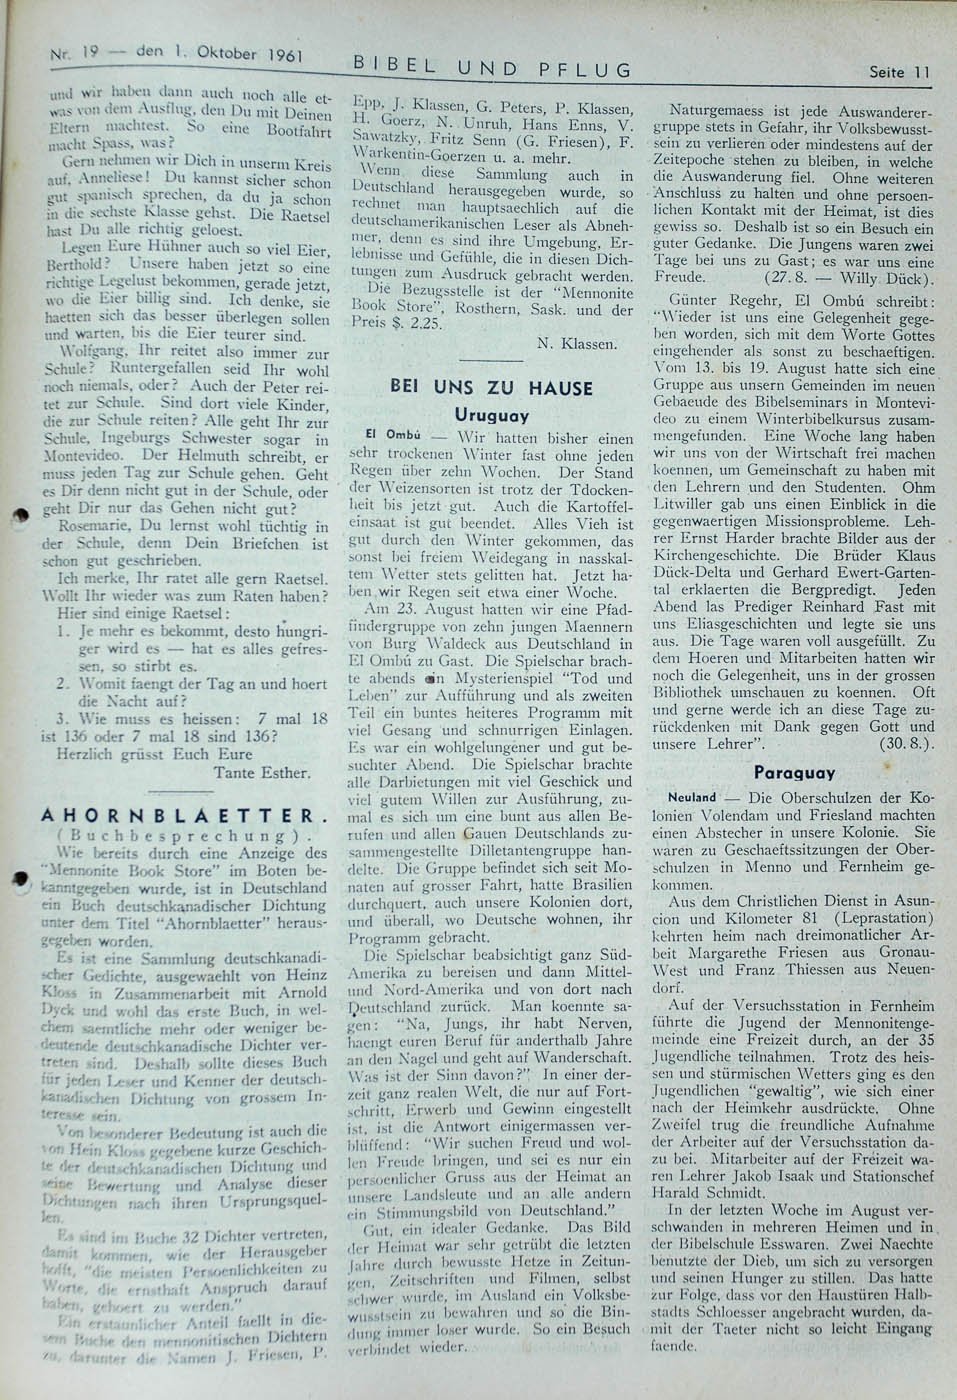 Nr. 19 — den 1. Oktober 1961
BIBEL UND PFLUG
Seite 11
und wir haben dann auch noch alle et-
was von dem Ausflug, den Du mit Deinen
Eltern machtest. So eine Bootfahrt
macht Spass, was?
Gern nehmen wir Dich in unserm Kreis
auf, Anneliese! Du kannst sicher schon
gut spanisch sprechen, da du ja schon
in die sechste Klasse gehst. Die Raetsel
hast Du alle richtig geloest.
Legen Eure Hühner auch so viel Eier,
Berthold? Unsere haben jetzt so eine
richtige Legelust bekommen, gerade jetzt,
wo die Eier billig sind. Ich denke, sie
haetten sich das besser überlegen sollen
und warten, bis die Eier teurer sind.
Wolfgang, Ihr reitet also immer zur
Schule? Runtergefallen seid Ihr wohl
noch niemals, oder? Auch der Peter rei-
tet zur Schule. Sind dort viele Kinder,
die zur Schule reiten? Alle geht Ihr zur
Schule, Ingeburgs Schwester sogar in
Montevideo. Der Helmuth schreibt, er
muss jeden Tag zur Schule gehen. Geht
es Dir denn nicht gut in der Schule, oder
geht Dir nur das Gehen nicht gut?
Rosemarie, Du lernst wohl tüchtig in
der Schule, denn Dein Briefchen ist
schon gut geschrieben.
Ich merke, Ihr ratet alle gern Raetsel.
Wollt Ihr wieder was zum Raten haben?
Hier sind einige Raetsel:
1. Je mehr es bekommt, desto hungri-
ger wird es — hat es alles gefres-
sen, so stirbt es.
2. Womit faengt der Tag an und hoert
die Nacht auf?
3. Wie muss es heissen: 7 mal 18
ist 136 oder 7 mal 18 sind 136?
Herzlich grüsst Euch Eure
Tante Esther.
AHORNBLAETTER.
(Buchbesprechung).
Wie bereits durch eine Anzeige des
"Mennonite Book Store" im Boten be-
kanntgegeben wurde, ist in Deutschland
ein Buch deutschkanadischer Dichtung
unter dem Titel "Ahornblaetter" heraus-
gegeben worden.
Es ist eine Sammlung deutschkanadi-
scher Gedichte, ausgewaehlt von Heinz
Kloss in Zusammenarbeit mit Arnold
Dyck und wohl das erste Buch, in wel-
chem saemtliche mehr oder weniger be-
deutende deutschkanadische Dichter ver-
treten sind. Deshalb sollte dieses Buch
für jeden Leser und Kenner der deutsch-
kanadischen Dichtung von grossem In-
teresse sein.
Von besonderer Bedeutung ist auch die
von Hein Kloss gegebene kurze Geschich-
te der deutschkanadischen Dichtung und
seine Bewertung und Analyse dieser
Dichtungen nach ihren Ursprungsquel-
len.
Es sind im Buche 32 Dichter vertreten,
damit kommen, wie der Herausgeber
hofft, "die meisten Persoenlichkeiten zu
Worte, die ernsthaft Anspruch darauf
haben, gehoert zu werden."
Ein erstaunlicher Anteil faellt in die-
sem Buche den mennonitischen Dichtern
zu, darunter die Namen J. Friesen, P.
Epp, J. Klassen, G. Peters, P. Klassen,
H. Goerz, N. Unruh, Hans Enns, V.
Sawatzky, Fritz Senn (G. Friesen), F.
Warkentin-Goerzen u. a. mehr.
Wenn diese Sammlung auch in
Deutschland herausgegeben wurde, so
rechnet man hauptsaechlich auf die
deutschamerikanischen Leser als Abneh-
mer, denn es sind ihre Umgebung, Er-
lebnisse und Gefühle, die in diesen Dich-
tungen zum Ausdruck gebracht werden.
Die Bezugsstelle ist der "Mennonite
Book Store", Rosthern, Sask. und der
Preis $. 2.25.
N. Klassen.
BEI UNS ZU HAUSE
Uruguay
El Ombú — Wir hatten bisher einen
sehr trockenen Winter fast ohne jeden
Regen über zehn Wochen. Der Stand
der Weizensorten ist trotz der Tdocken-
heit bis jetzt gut. Auch die Kartoffel-
einsaat ist gut beendet. Alles Vieh ist
gut durch den Winter gekommen, das
sonst bei freiem Weidegang in nasskal-
tem Wetter stets gelitten hat. Jetzt ha-
ben wir Regen seit etwa einer Woche.
Am 23. August hatten wir eine Pfad-
findergruppe von zehn jungen Maennern
von Burg Waldeck aus Deutschland in
El Ombú zu Gast. Die Spielschar brach-
te abends ein Mysterienspiel "Tod und
Leben" zur Aufführung und als zweiten
Teil ein buntes heiteres Programm mit
viel Gesang und schnurrigen Einlagen.
Es war ein wohlgelungener und gut be-
suchter Abend. Die Spielschar brachte
alle Darbietungen mit viel Geschick und
viel gutem Willen zur Ausführung, zu-
mal es sich um eine bunt aus allen Be-
rufen und allen Gauen Deutschlands zu-
sammengestellte Dilletantengruppe han-
delte. Die Gruppe befindet sich seit Mo-
naten auf grosser Fahrt, hatte Brasilien
durchquert, auch unsere Kolonien dort,
und überall, wo Deutsche wohnen, ihr
Programm gebracht.
Die Spielschar beabsichtigt ganz Süd-
Amerika zu bereisen und dann Mittel-
und Nord-Amerika und von dort nach
Deutschland zurück. Man koennte sa-
gen: "Na, Jungs, ihr habt Nerven,
haengt euren Beruf für anderthalb Jahre
an den Nagel und geht auf Wanderschaft.
Was ist der Sinn davon?" In einer der-
zeit ganz realen Welt, die nur auf Fort-
schritt, Erwerb und Gewinn eingestellt
ist, ist die Antwort einigermassen ver-
blüffend: "Wir suchen Freud und wol-
len Freude bringen, und sei es nur ein
persoenlicher Gruss aus der Heimat an
unsere Landsleute und an alle andern
ein Stimmungsbild von Deutschland."
Gut, ein idealer Gedanke. Das Bild
der Heimat war sehr getrübt die letzten
Jahre durch bewusste Hetze in Zeitun-
gen, Zeitschriften und Filmen, selbst
schwer wurde, im Ausland ein Volksbe-
wusstsein zu bewahren und so die Bin-
dung immer loser wurde. So ein Besuch
verbindet wieder.
Naturgemaess ist jede Auswanderer-
gruppe stets in Gefahr, ihr Volksbewusst-
sein zu verlieren oder mindestens auf der
Zeitepoche stehen zu bleiben, in welche
die Auswanderung fiel. Ohne weiteren
Anschluss zu halten und ohne persoen-
lichen Kontakt mit der Heimat, ist dies
gewiss so. Deshalb ist so ein Besuch ein
guter Gedanke. Die Jungens waren zwei
Tage bei uns zu Gast; es war uns eine
Freude. (27. 8. — Willy Dück).
Günter Regehr, El Ombú schreibt:
"Wieder ist uns eine Gelegenheit gege-
ben worden, sich mit dem Worte Gottes
eingehender als sonst zu beschaeftigen.
Vom 13. bis 19. August hatte sich eine
Gruppe aus unsern Gemeinden im neuen
Gebaeude des Bibelseminars in Montevi-
deo zu einem Winterbibelkursus zusam-
mengefunden. Eine Woche lang haben
wir uns von der Wirtschaft frei machen
koennen, um Gemeinschaft zu haben mit
den Lehrern und den Studenten. Ohm
Litwiller gab uns einen Einblick in die
gegenwaertigen Missionsprobleme. Leh-
rer Ernst Harder brachte Bilder aus der
Kirchengeschichte. Die Brüder Klaus
Dück-Delta und Gerhard Ewert-Garten-
tal erklaerten die Bergpredigt. Jeden
Abend las Prediger Reinhard Fast mit
uns Eliasgeschichten und legte sie uns
aus. Die Tage waren voll ausgefüllt. Zu
dem Hoeren und Mitarbeiten hatten wir
noch die Gelegenheit, uns in der grossen
Bibliothek umschauen zu koennen. Oft
und gerne werde ich an diese Tage zu-
rückdenken mit Dank gegen Gott und
unsere Lehrer". (30. 8.).
Paraguay
Neuland — Die Oberschulzen der Ko-
lonien Volendam und Friesland machten
einen Abstecher in unsere Kolonie. Sie
waren zu Geschaeftssitzungen der Ober-
schulzen in Menno und Fernheim ge-
kommen.
Aus dem Christlichen Dienst in Asun-
cion und Kilometer 81 (Leprastation)
kehrten heim nach dreimonatlicher Ar-
beit Margarethe Friesen aus Gronau-
West und Franz Thiessen aus Neuen-
dorf.
Auf der Versuchsstation in Fernheim
führte die Jugend der Mennonitenge-
meinde eine Freizeit durch, an der 35
Jugendliche teilnahmen. Trotz des heis-
sen und stürmischen Wetters ging es den
Jugendlichen "gewaltig", wie sich einer
nach der Heimkehr ausdrückte. Ohne
Zweifel trug die freundliche Aufnahme
der Arbeiter auf der Versuchsstation da-
zu bei. Mitarbeiter auf der Freizeit wa-
ren Lehrer Jakob Isaak und Stationschef
Harald Schmidt.
In der letzten Woche im August ver-
schwanden in mehreren Heimen und in
der Bibelschule Esswaren. Zwei Naechte
benutzte der Dieb, um sich zu versorgen
und seinen Hunger zu stillen. Das hatte
zur Folge, dass vor den Haustüren Halb-
stadts Schloesser angebracht wurden, da-
mit der Taeter nicht so leicht Eingang
faende.